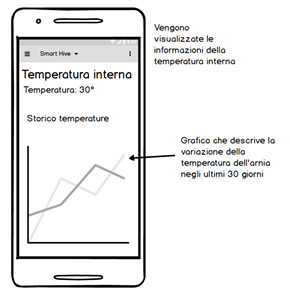 Smart Hive
Temperatura interna
Temperatura: 30°
Storico temperature
Vengono
visualizzate le
informazioni della
temperatura interna
Grafico che descrive la
variazione della
temperatura dell'arnia
negli ultimi 30 giorni